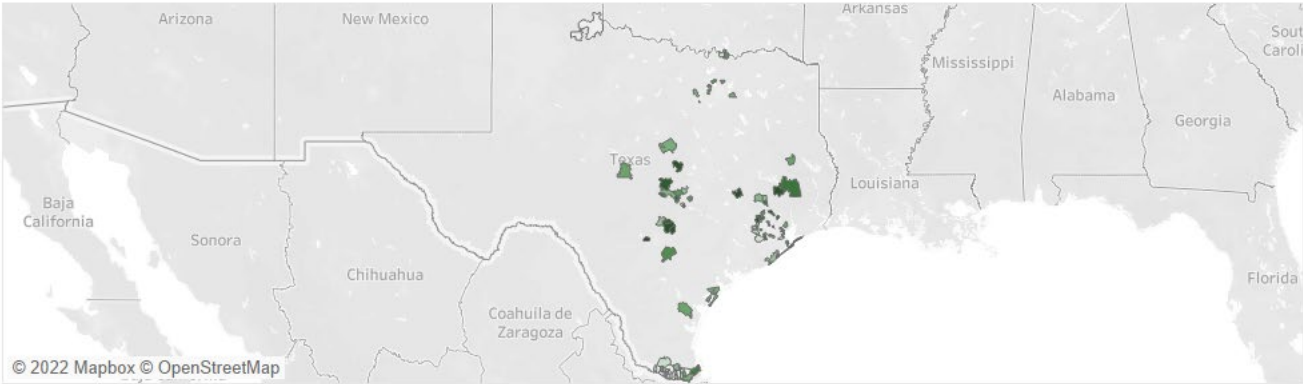 Arizona
New Mexico
Arkansas
Sout
Caroli
Mississippi
Alabama
Georgia
Texas
Louisiana
Baja
California
Sonora
Chihuahua
Florida
Coahuila de
Zaragoza
© 2022 Mapbox © OpenStreetMap